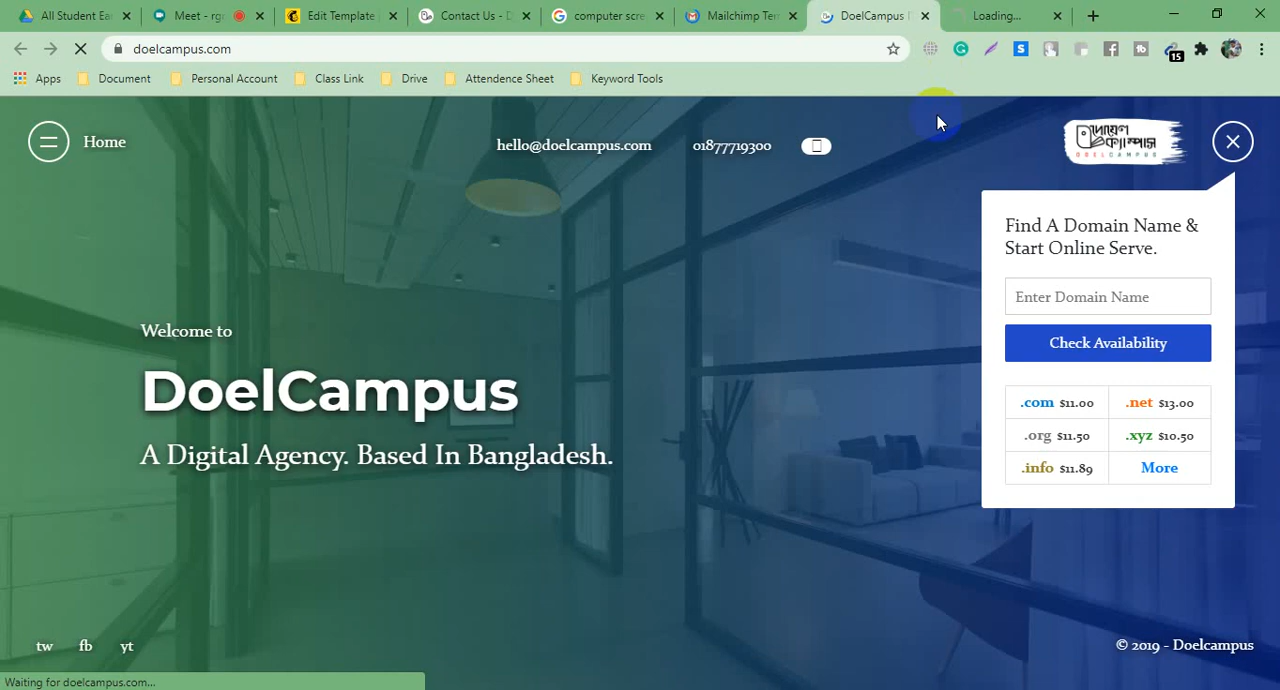 All Student Ea
Meet - rg
Edit Template
Contact Us - D
computer scre
Mailchimp Ter
DoelCampus
Loading...
doelcampus.com
15
Apps
Document
Personal Account
Class Link
Drive
Attendence Sheet
Keyword Tools
Home
hello@doelcampus.com
01877719300
দোয়েল
ক্যাম্পাস
DOELCAMPUS
Find A Domain Name &
Start Online Serve.
Enter Domain Name
Check Availability
.com $11.00
.net $13.00
.org $11.50
.xyz $10.50
.info $11.89
More
Welcome to
DoelCampus
A Digital Agency. Based In Bangladesh.
tw fb yt
© 2019 - Doelcampus
Waiting for doelcampus.com...